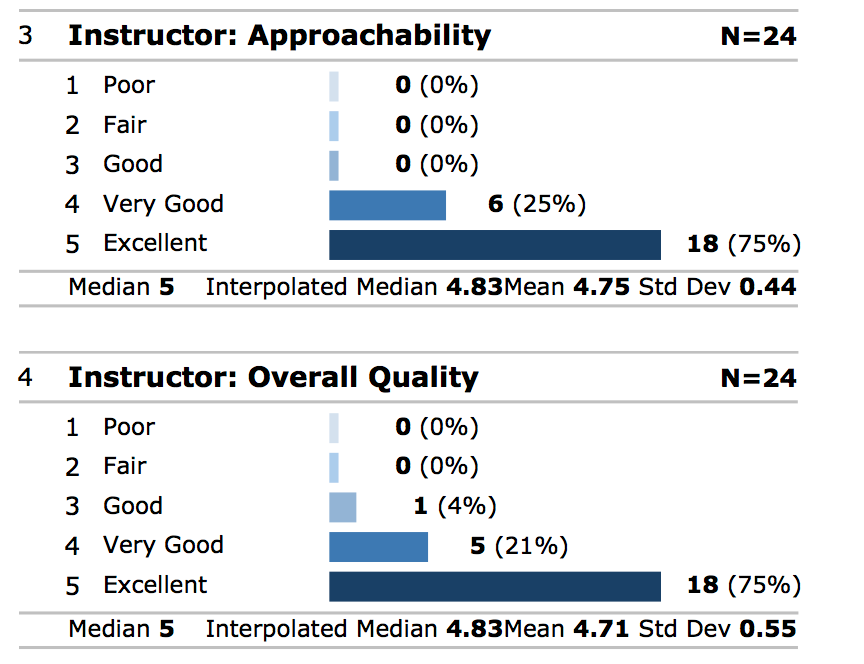 3 Instructor: Approachability N=24
1 Poor 0 (0%)
2 Fair 0 (0%)
3 Good 0 (0%)
4 Very Good 6 (25%)
5 Excellent 18 (75%)
Median 5 Interpolated Median 4.83Mean 4.75 Std Dev 0.44
4 Instructor: Overall Quality N=24
1 Poor 0 (0%)
2 Fair 0 (0%)
3 Good 1 (4%)
4 Very Good 5 (21%)
5 Excellent 18 (75%)
Median 5 Interpolated Median 4.83Mean 4.71 Std Dev 0.55